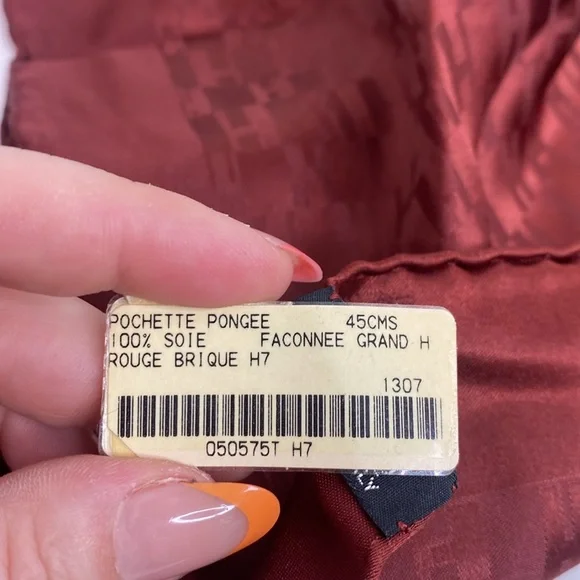 POCHETTE PONGEE 45CMS
100% SOIE FACONNEE GRAND H
ROUGE BRIQUE H7
1307
050575T H7